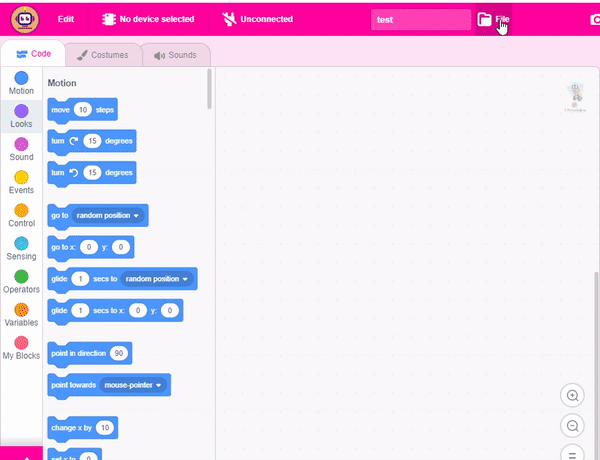 Edit
No device selected
Unconnected
test
File
Code
Costumes
Sounds
Motion
Looks
Sound
Events
Control
Sensing
Operators
Variables
My Blocks
Motion
move 10 steps
turn 15 degrees
turn 15 degrees
go to random position
go to x: 0 y: 0
glide 1 secs to random position
glide 1 secs to x: 0 y: 0
point in direction 90
point towards mouse-pointer
change x by 10
set x to 0